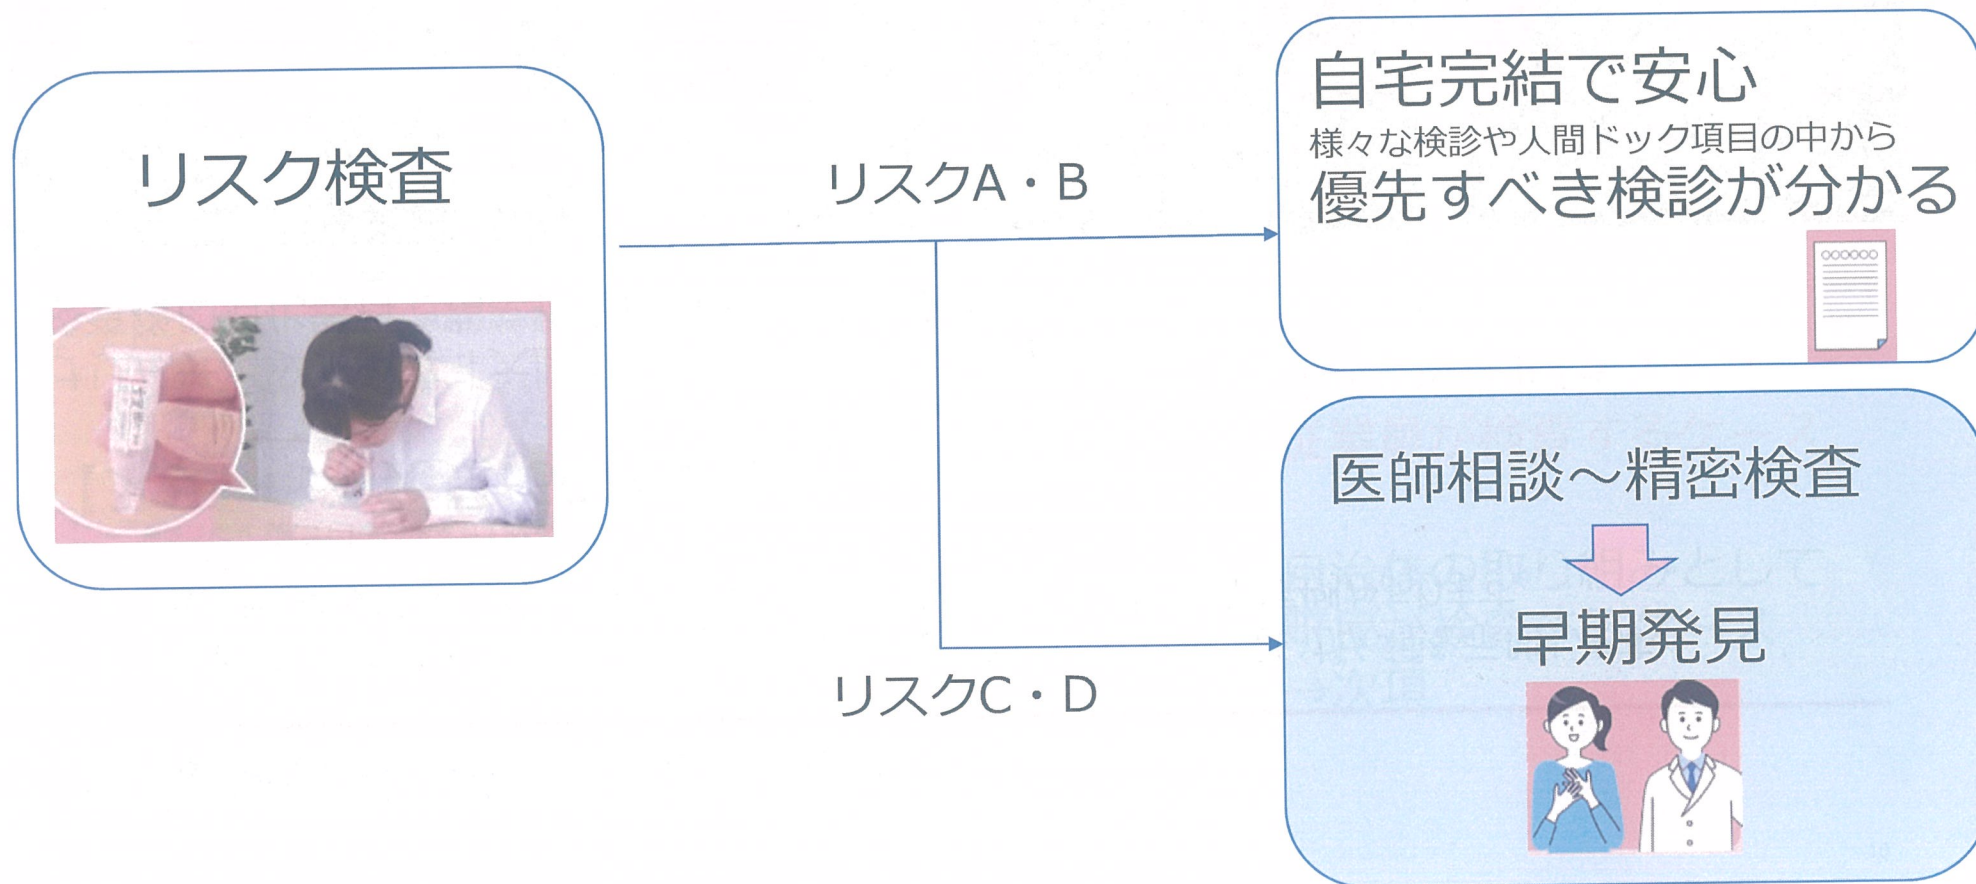 リスク検査
リスクA・B
自宅完結で安心
様々な検診や人間ドック項目の中から
優先すべき検診が分かる
リスクC・D
医師相談～精密検査
早期発見